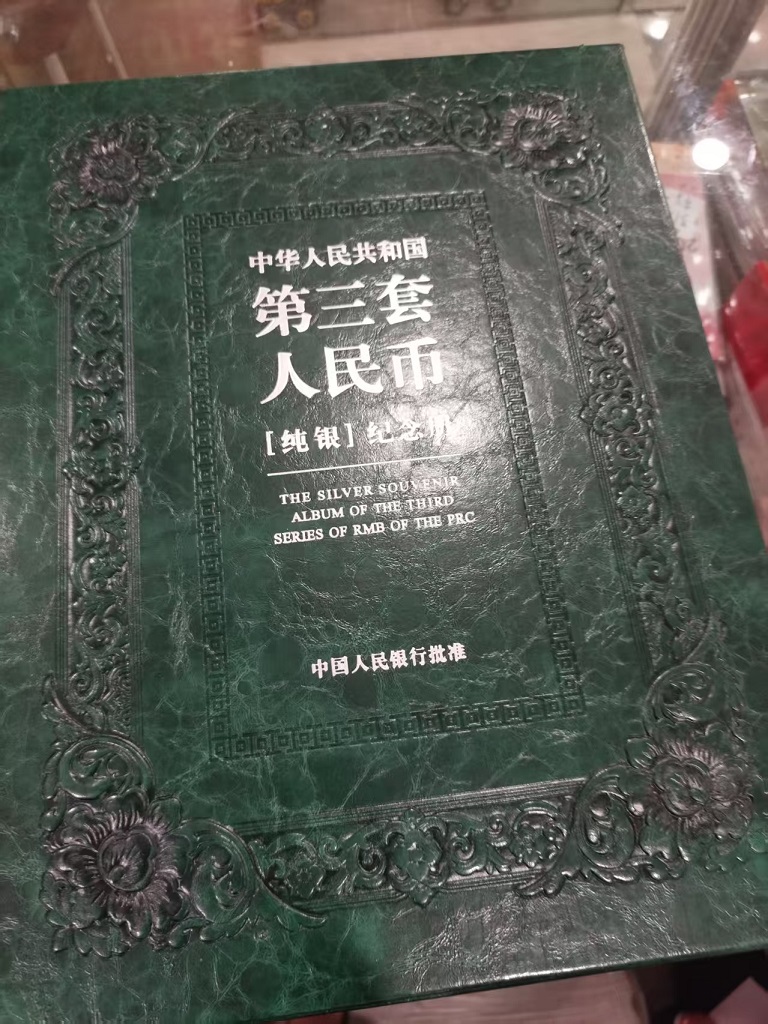 中华人民共和国
第三套
人民币
[纯银] 纪念册
THE SILVER SOUVENIR
ALBUM OF THE THIRD
SERIES OF RMB OF THE PRC
中国人民银行批准